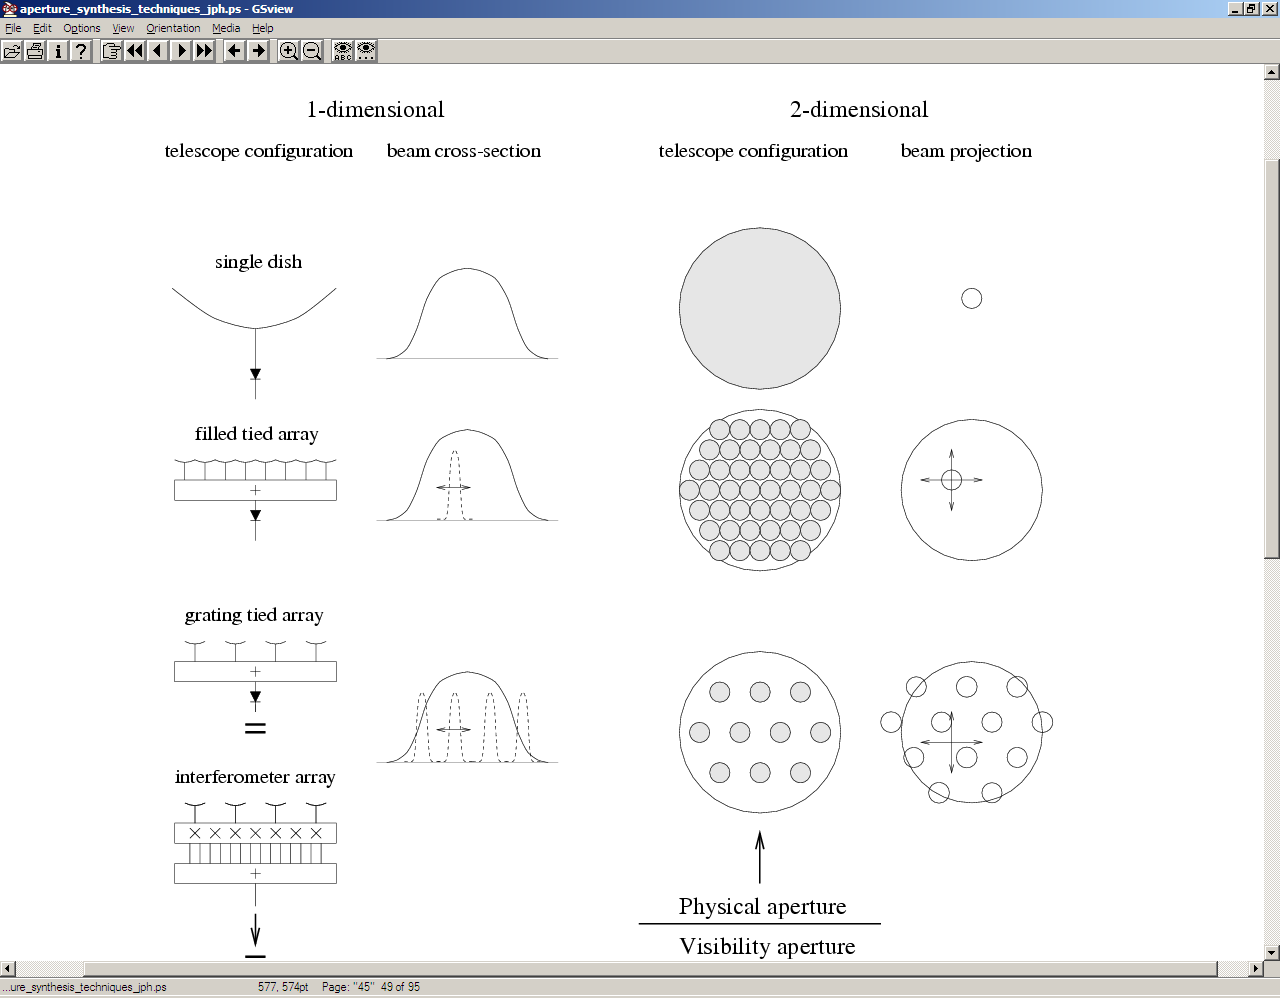 aperture_synthesis_techniques_jph.ps - GSview
File Edit Options View Orientation Media Help
1-dimensional 2-dimensional
telescope configuration beam cross-section telescope configuration beam projection
single dish
filled tied array
grating tied array
interferometer array
Physical aperture
Visibility aperture
...ure_synthesis_techniques_jph.ps 577, 574pt Page: "45" 49 of 95